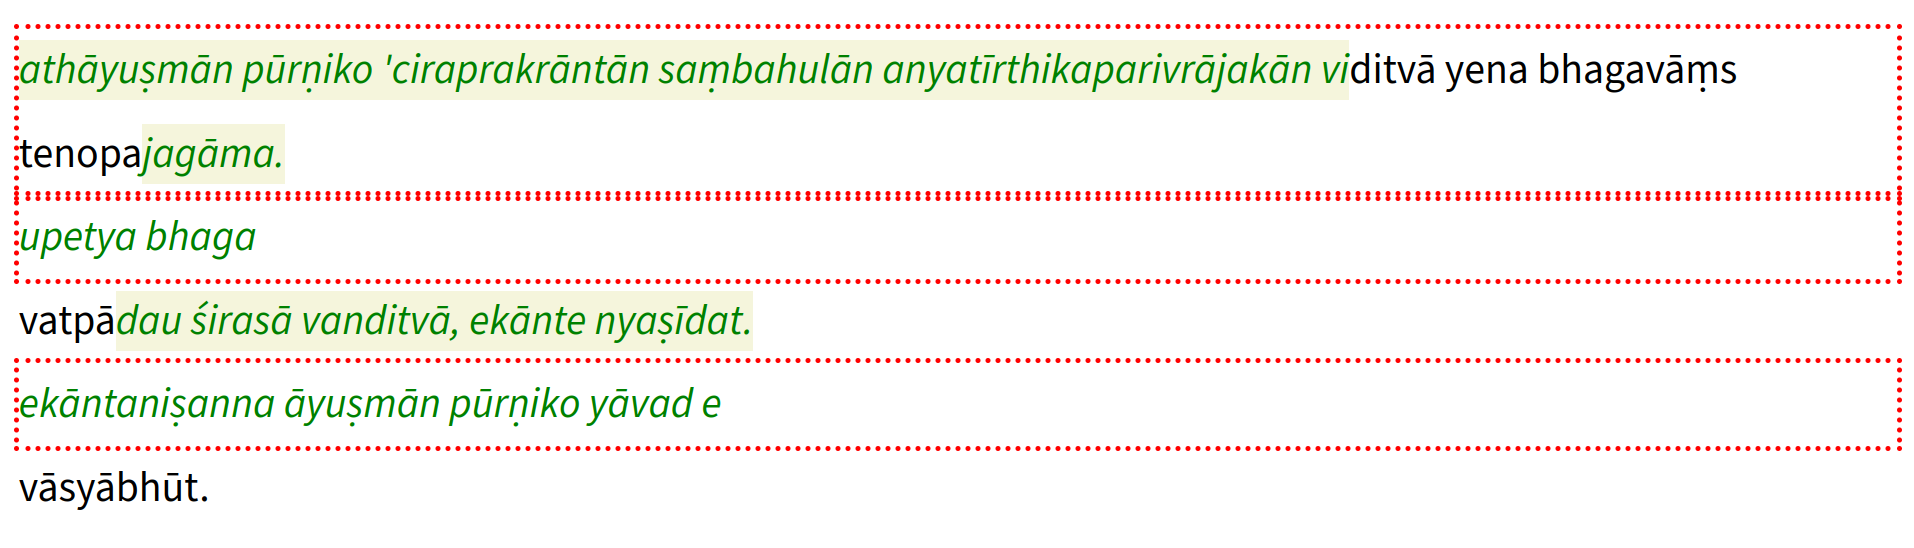 athāyuṣmān pūrṇiko 'ciraprakrāntān saṃbahulān anyatīrthikaparivrājakān viditvā yena bhagavāṃs
tenopajagāma.
upetya bhaga
vatpādau śirasā vanditvā, ekānte nyaṣīdat.
ekāntaniṣanna āyuṣmān pūrṇiko yāvad e
vāsyābhūt.